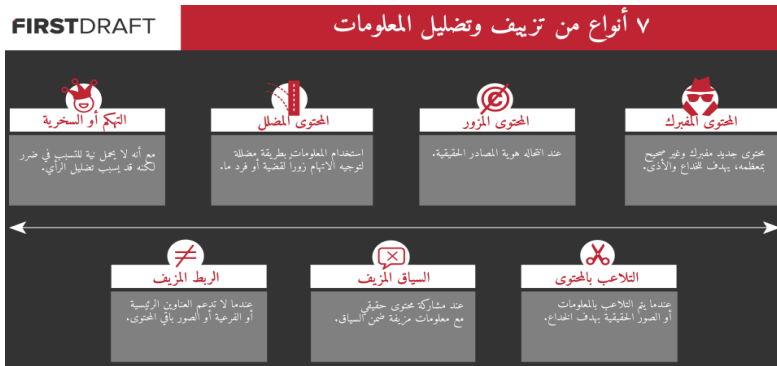 FIRSTDRAFT
٧ أنواع من تزييف وتضليل المعلومات
المحتوى المفبرك
محتوى جديد مفبرك وغير صحيح
بمعظمه، يهدف للخداع والأذى.
المحتوى المزور
عند انتحاله هوية المصادر الحقيقية.
المحتوى المضلل
استخدام المعلومات بطريقة مضللة
لتوجيه الاتهام زوراً لقضية أو فرد ما.
التهكم أو السخرية
مع أنه لا يحمل نية للتسبب في ضرر
لكنه قد يسبب تضليل الرأي.
التلاعب بالمحتوى
عندما يتم التلاعب بالمعلومات
أو الصور الحقيقية بهدف الخداع.
السياق المزيف
عند مشاركة محتوى حقيقي
مع معلومات مزيفة ضمن السياق.
الربط المزيف
عندما لا تدعم العناوين الرئيسية
أو الفرعية أو الصور باقي المحتوى.